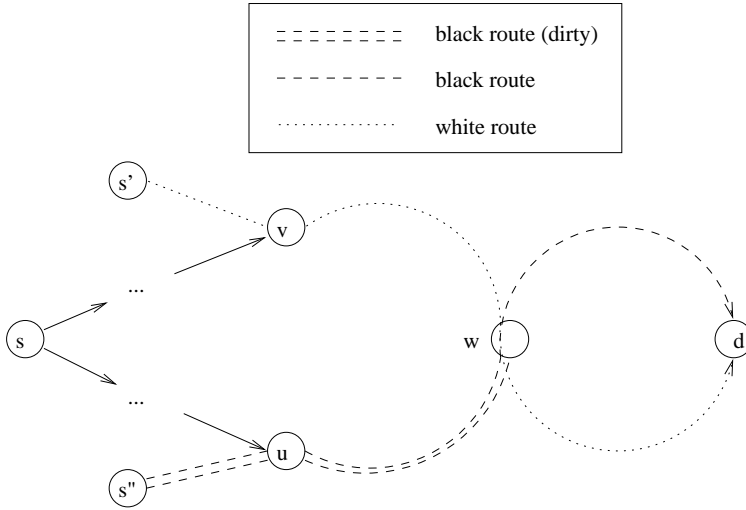 black route (dirty)
black route
white route
s'
v
...
s
w
d
...
u
s"